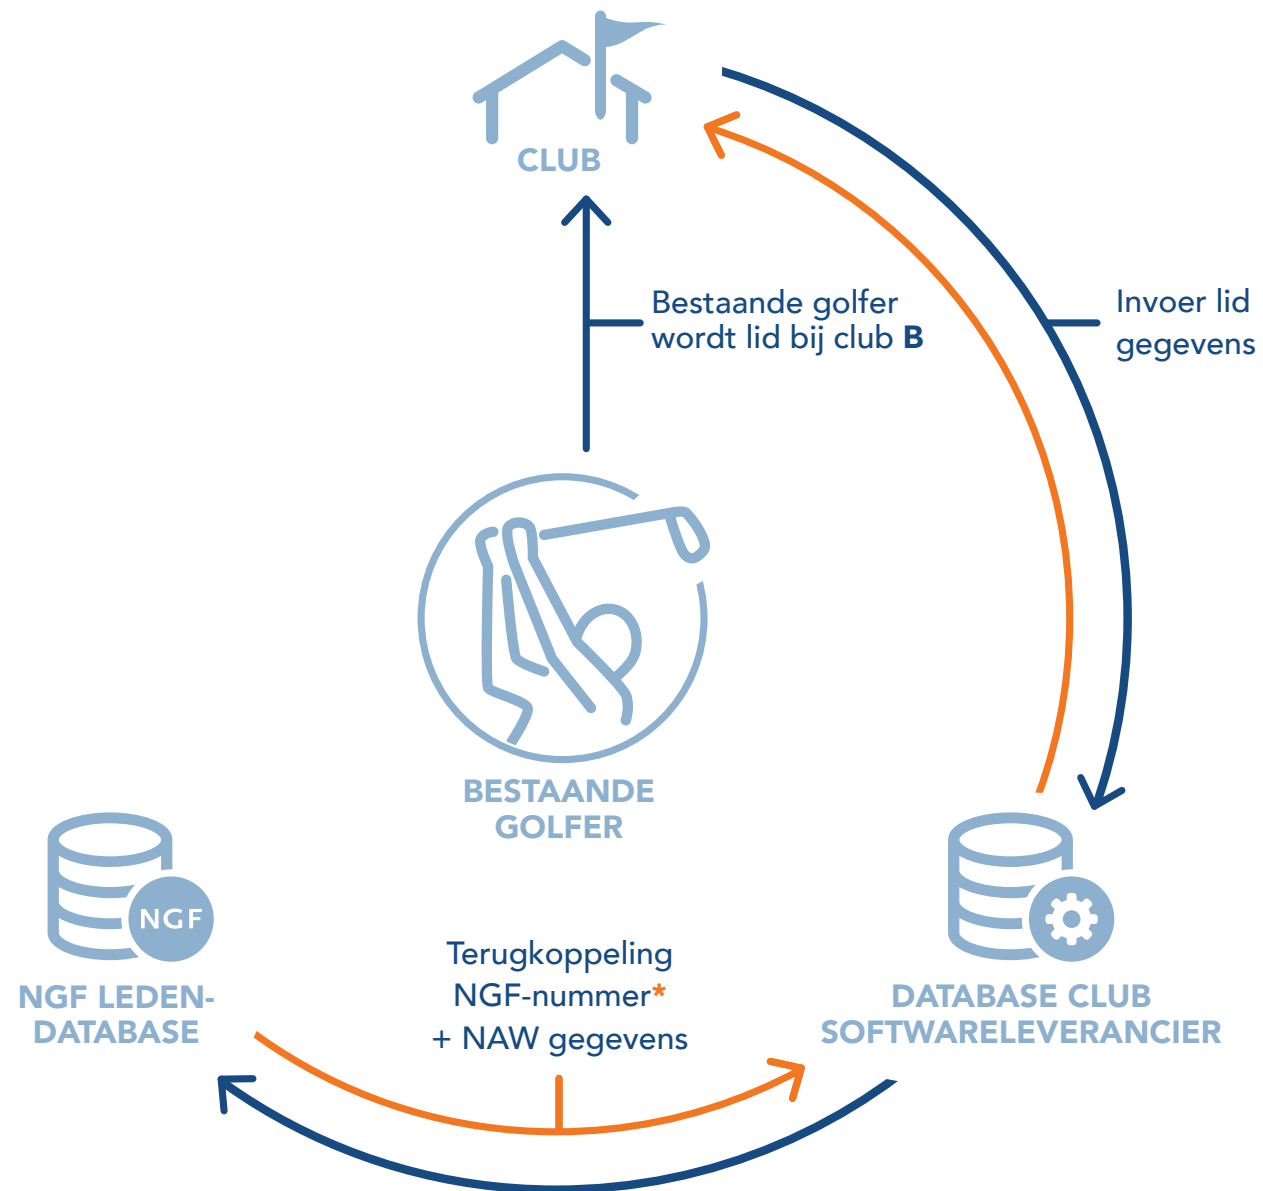 CLUB
Bestaande golfer
wordt lid bij club B
Invoer lid
gegevens
BESTAANDE
GOLFER
NGF
NGF LEDEN-
DATABASE
Terugkoppeling
NGF-nummer*
+ NAW gegevens
DATABASE CLUB
SOFTWARELEVERANCIER